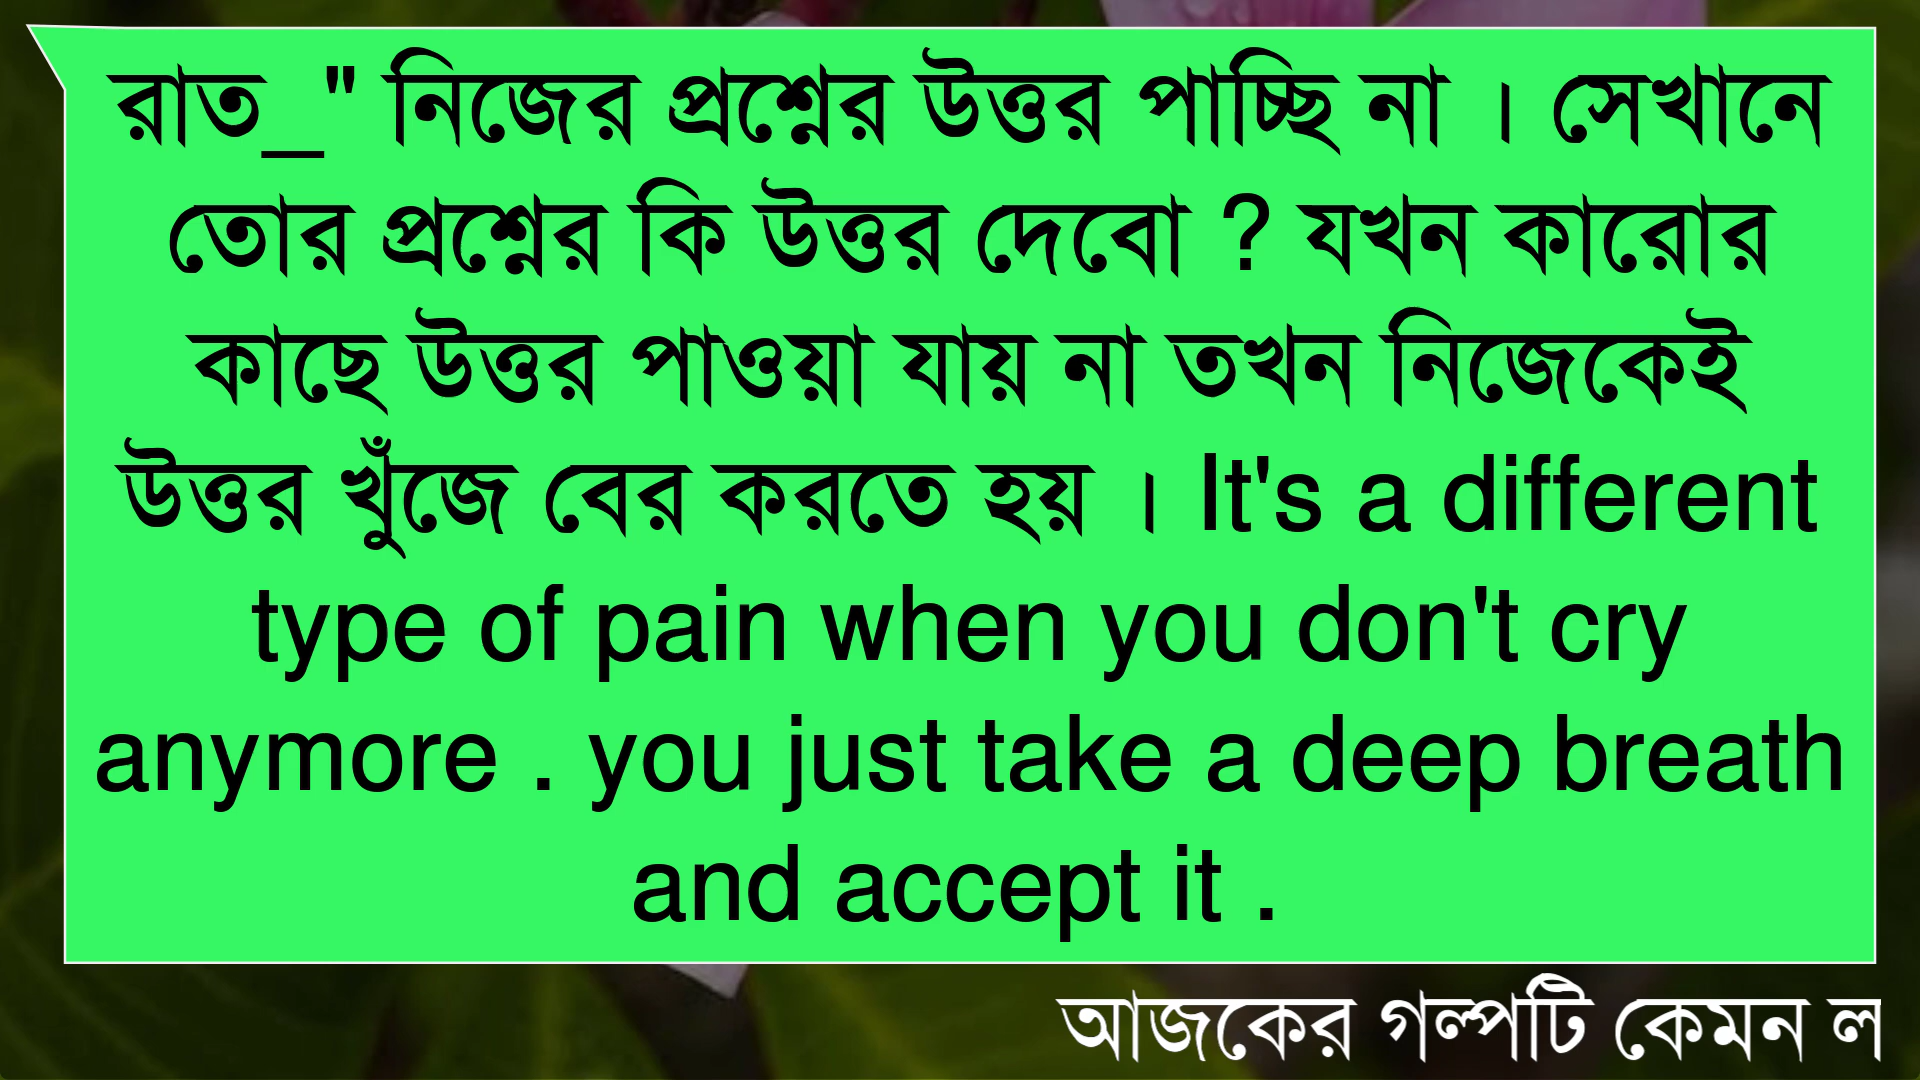 রাত_" নিজের প্রশ্নের উত্তর পাচ্ছি না । সেখানে
তোর প্রশ্নের কি উত্তর দেবো ? যখন কারোর
কাছে উত্তর পাওয়া যায় না তখন নিজেকেই
উত্তর খুঁজে বের করতে হয় । It's a different
type of pain when you don't cry
anymore . you just take a deep breath
and accept it .
আজকের গল্পটি কেমন ল